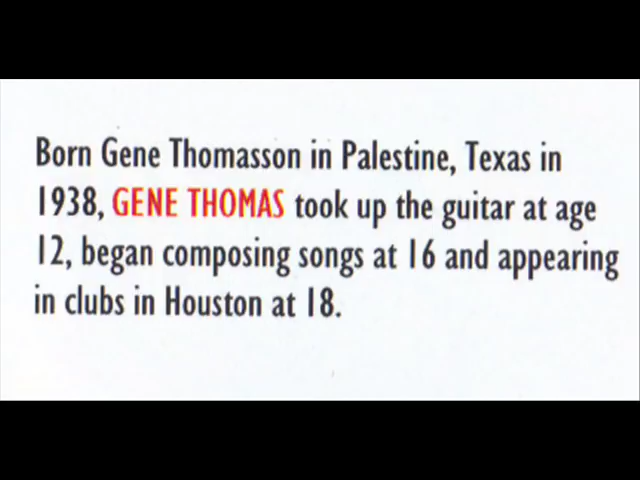 Born Gene Thomasson in Palestine, Texas in
1938, GENE THOMAS took up the guitar at age
12, began composing songs at 16 and appearing
in clubs in Houston at 18.